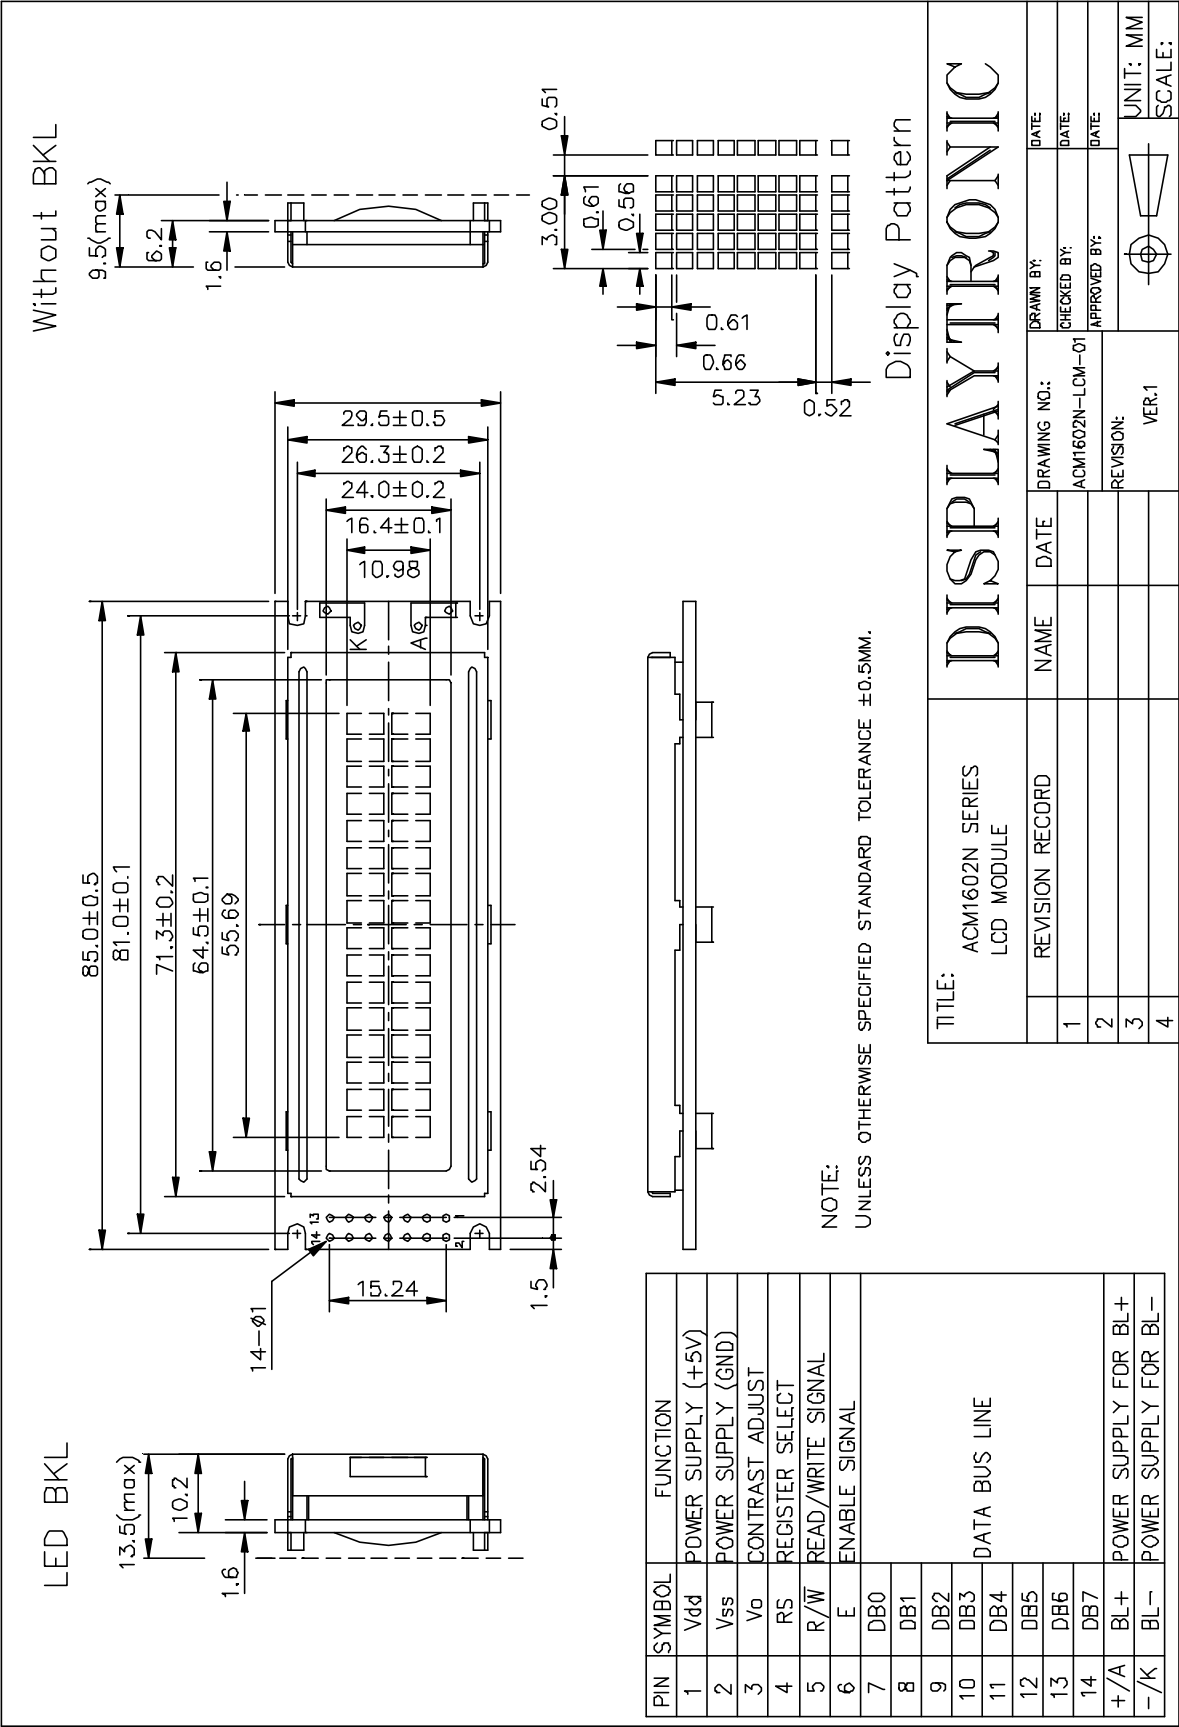 LED BKL
13.5(max)
10.2
1.6
14-ø1
85.0±0.5
81.0±0.1
71.3±0.2
64.5±0.1
55.69
14 13
2 1
15.24
1.5
2.54
K
A
29.5±0.5
26.3±0.2
24.0±0.2
16.4±0.1
10.98
Without BKL
9.5(max)
6.2
1.6
3.00
0.51
0.61
0.56
0.61
0.66
5.23
0.52
Display Pattern
NOTE:
UNLESS OTHERWISE SPECIFIED STANDARD TOLERANCE ±0.5MM.
PIN SYMBOL FUNCTION
1 Vdd POWER SUPPLY (+5V)
2 Vss POWER SUPPLY (GND)
3 Vo CONTRAST ADJUST
4 RS REGISTER SELECT
5 R/W̅ READ/WRITE SIGNAL
6 E ENABLE SIGNAL
7 DB0
8 DB1
9 DB2
10 DB3
DATA BUS LINE
11 DB4
12 DB5
13 DB6
14 DB7
+/A BL+ POWER SUPPLY FOR BL+
-/K BL- POWER SUPPLY FOR BL-
TITLE:
ACM1602N SERIES
LCD MODULE
DISPLAYTRONIC
REVISION RECORD NAME DATE
1
2
3
4
DRAWING NO.:
ACM1602N-LCM-01
REVISION:
VER.1
DRAWN BY: DATE:
CHECKED BY: DATE:
APPROVED BY: DATE:
UNIT: MM
SCALE: